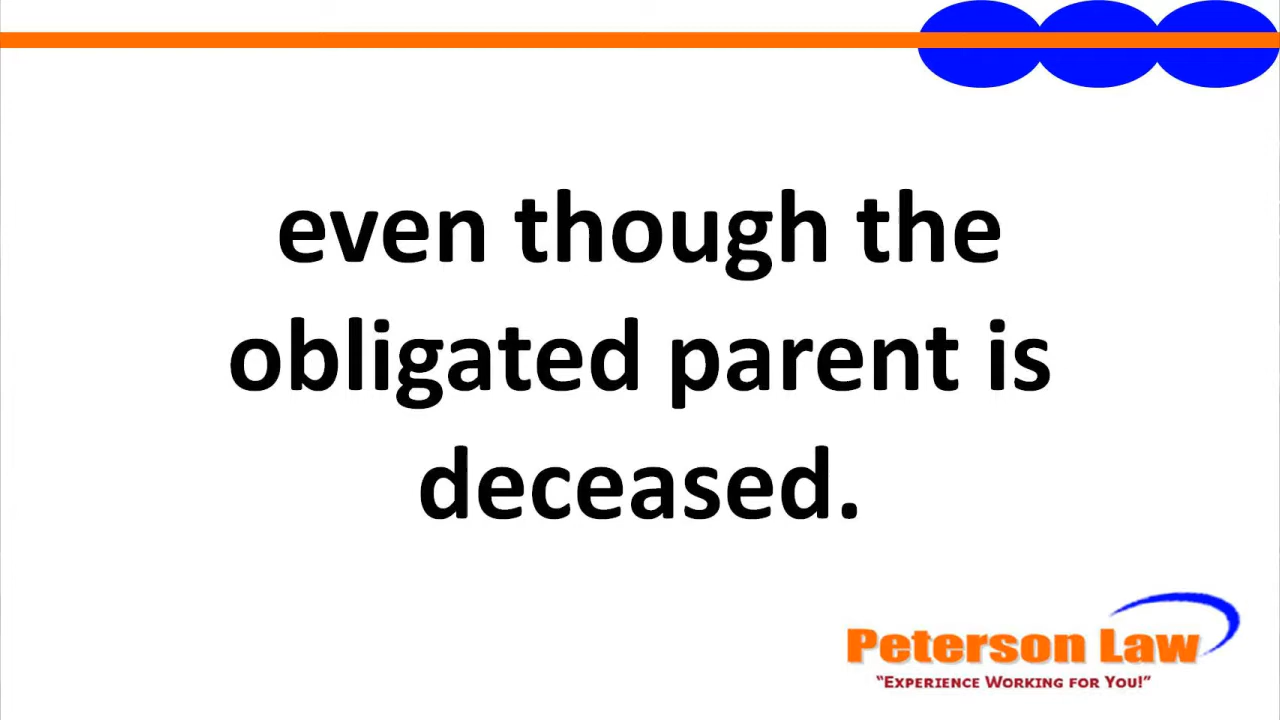 even though the
obligated parent is
deceased.
Peterson Law
“Experience Working for You!”